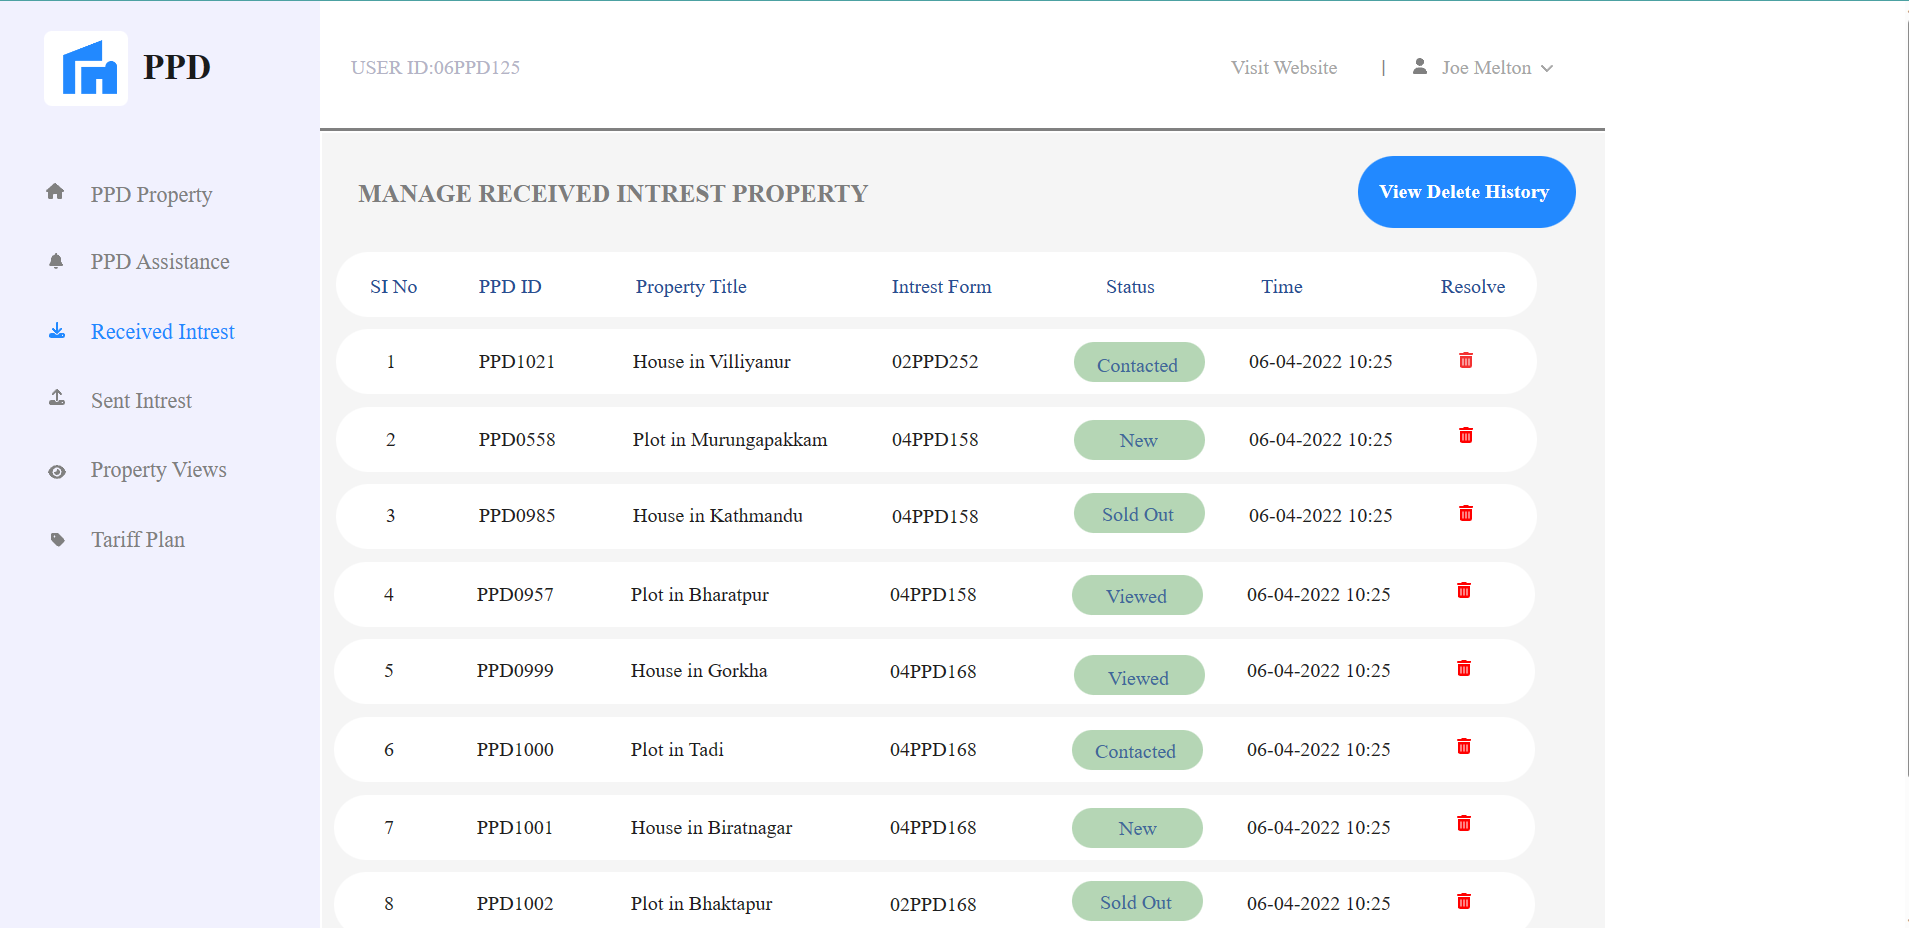 PPD
USER ID:06PPD125
Visit Website | Joe Melton
PPD Property
PPD Assistance
Received Intrest
Sent Intrest
Property Views
Tariff Plan
MANAGE RECEIVED INTREST PROPERTY
View Delete History
SI No PPD ID Property Title Intrest Form Status Time Resolve
1 PPD1021 House in Villiyanur 02PPD252 Contacted 06-04-2022 10:25
2 PPD0558 Plot in Murungapakkam 04PPD158 New 06-04-2022 10:25
3 PPD0985 House in Kathmandu 04PPD158 Sold Out 06-04-2022 10:25
4 PPD0957 Plot in Bharatpur 04PPD158 Viewed 06-04-2022 10:25
5 PPD0999 House in Gorkha 04PPD168 Viewed 06-04-2022 10:25
6 PPD1000 Plot in Tadi 04PPD168 Contacted 06-04-2022 10:25
7 PPD1001 House in Biratnagar 04PPD168 New 06-04-2022 10:25
8 PPD1002 Plot in Bhaktapur 02PPD168 Sold Out 06-04-2022 10:25